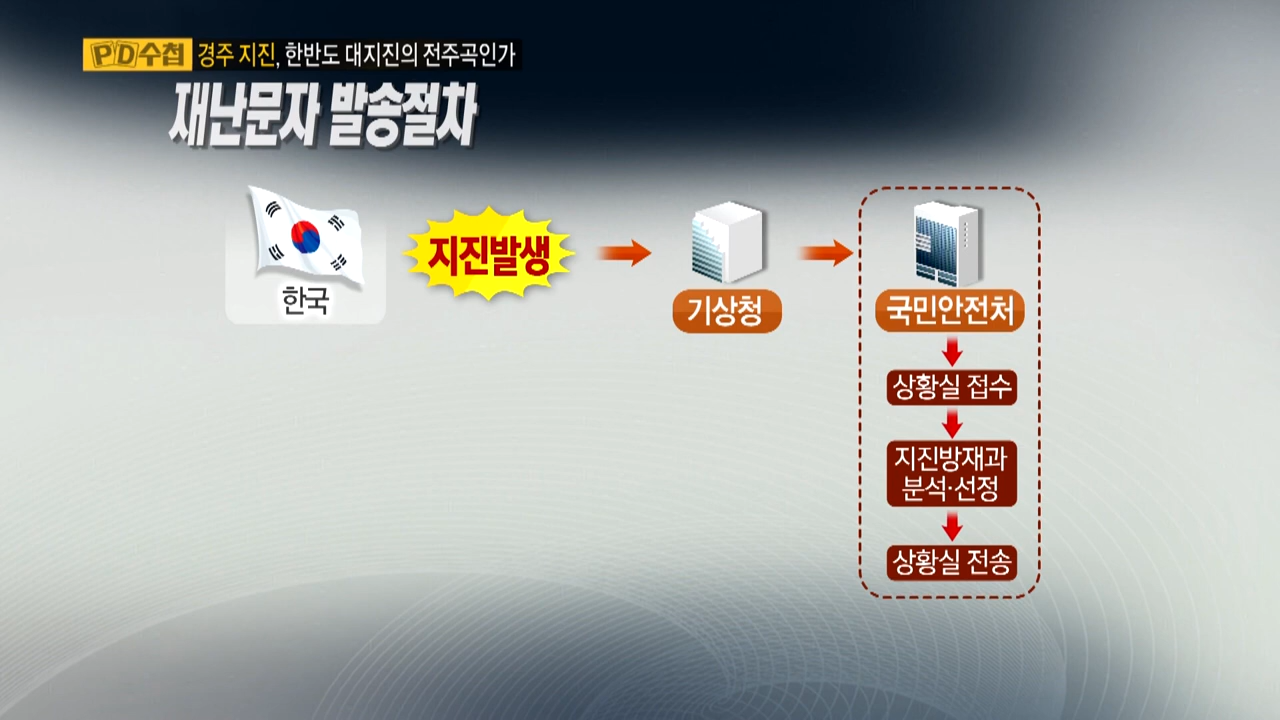 PD수첩 경주 지진, 한반도 대지진의 전주곡인가
재난문자 발송절차
한국
지진발생
기상청
국민안전처
상황실 접수
지진방재과
분석·선정
상황실 전송